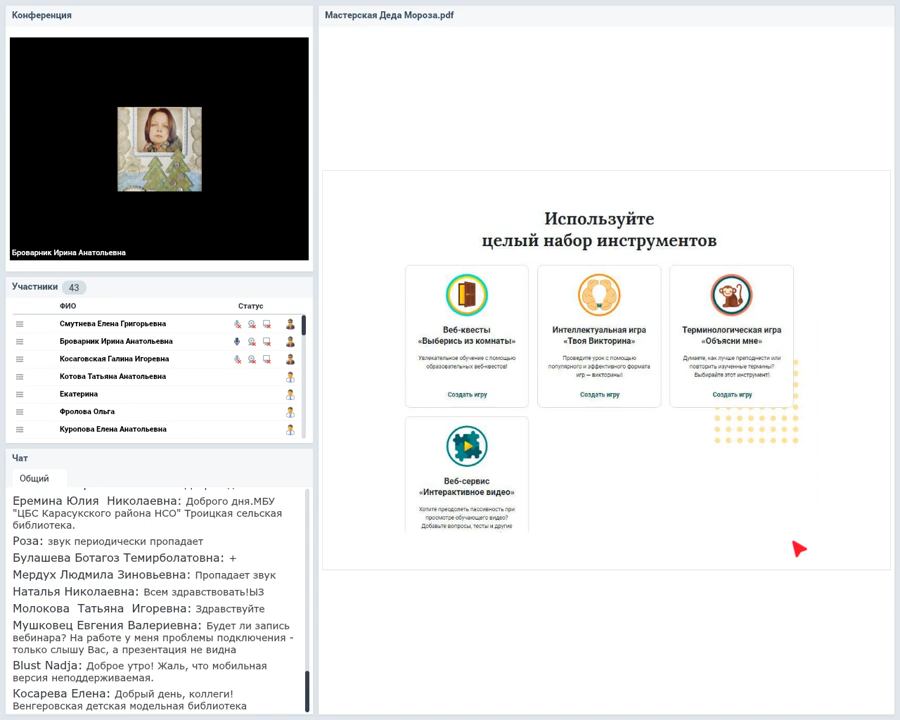 Конференция
Броварник Ирина Анатольевна
Участники 43
ФИО Статус
Смутнева Елена Григорьевна
Броварник Ирина Анатольевна
Косаговская Галина Игоревна
Котова Татьяна Анатольевна
Екатерина
Фролова Ольга
Куропова Елена Анатольевна
Чат
Общий
Еремина Юлия Николаевна: Доброго дня.МБУ
"ЦБС Карасукского района НСО" Троицкая сельская
библиотека.
Роза: звук периодически пропадает
Булашева Ботагоз Темирболатовна: +
Мердух Людмила Зиновьевна: Пропадает звук
Наталья Николаевна: Всем здравствовать!ЫЗ
Молокова Татьяна Игоревна: Здравствуйте
Мушковец Евгения Валериевна: Будет ли запись
вебинара? На работе у меня проблемы подключения -
только слышу Вас, а презентация не видна
Blust Nadja: Доброе утро! Жаль, что мобильная
версия неподдерживаемая.
Косарева Елена: Добрый день, коллеги!
Венгеровская детская модельная библиотека
Мастерская Деда Мороза.pdf
Используйте
целый набор инструментов
Веб-квесты
«Выберись из комнаты»
Увлекательное обучение с помощью
образовательных веб-квестов!
Создать игру
Интеллектуальная игра
«Твоя Викторина»
Проведите урок с помощью
популярного и эффективного формата
игр — викторины!
Создать игру
Терминологическая игра
«Объясни мне»
Думаете, как лучше преподнести или
повторить изученные термины?
Выбирайте этот инструмент!
Создать игру
Веб-сервис
«Интерактивное видео»
Хотите преодолеть пассивность при
просмотре обучающего видео?
Добавьте вопросы, тесты и другие